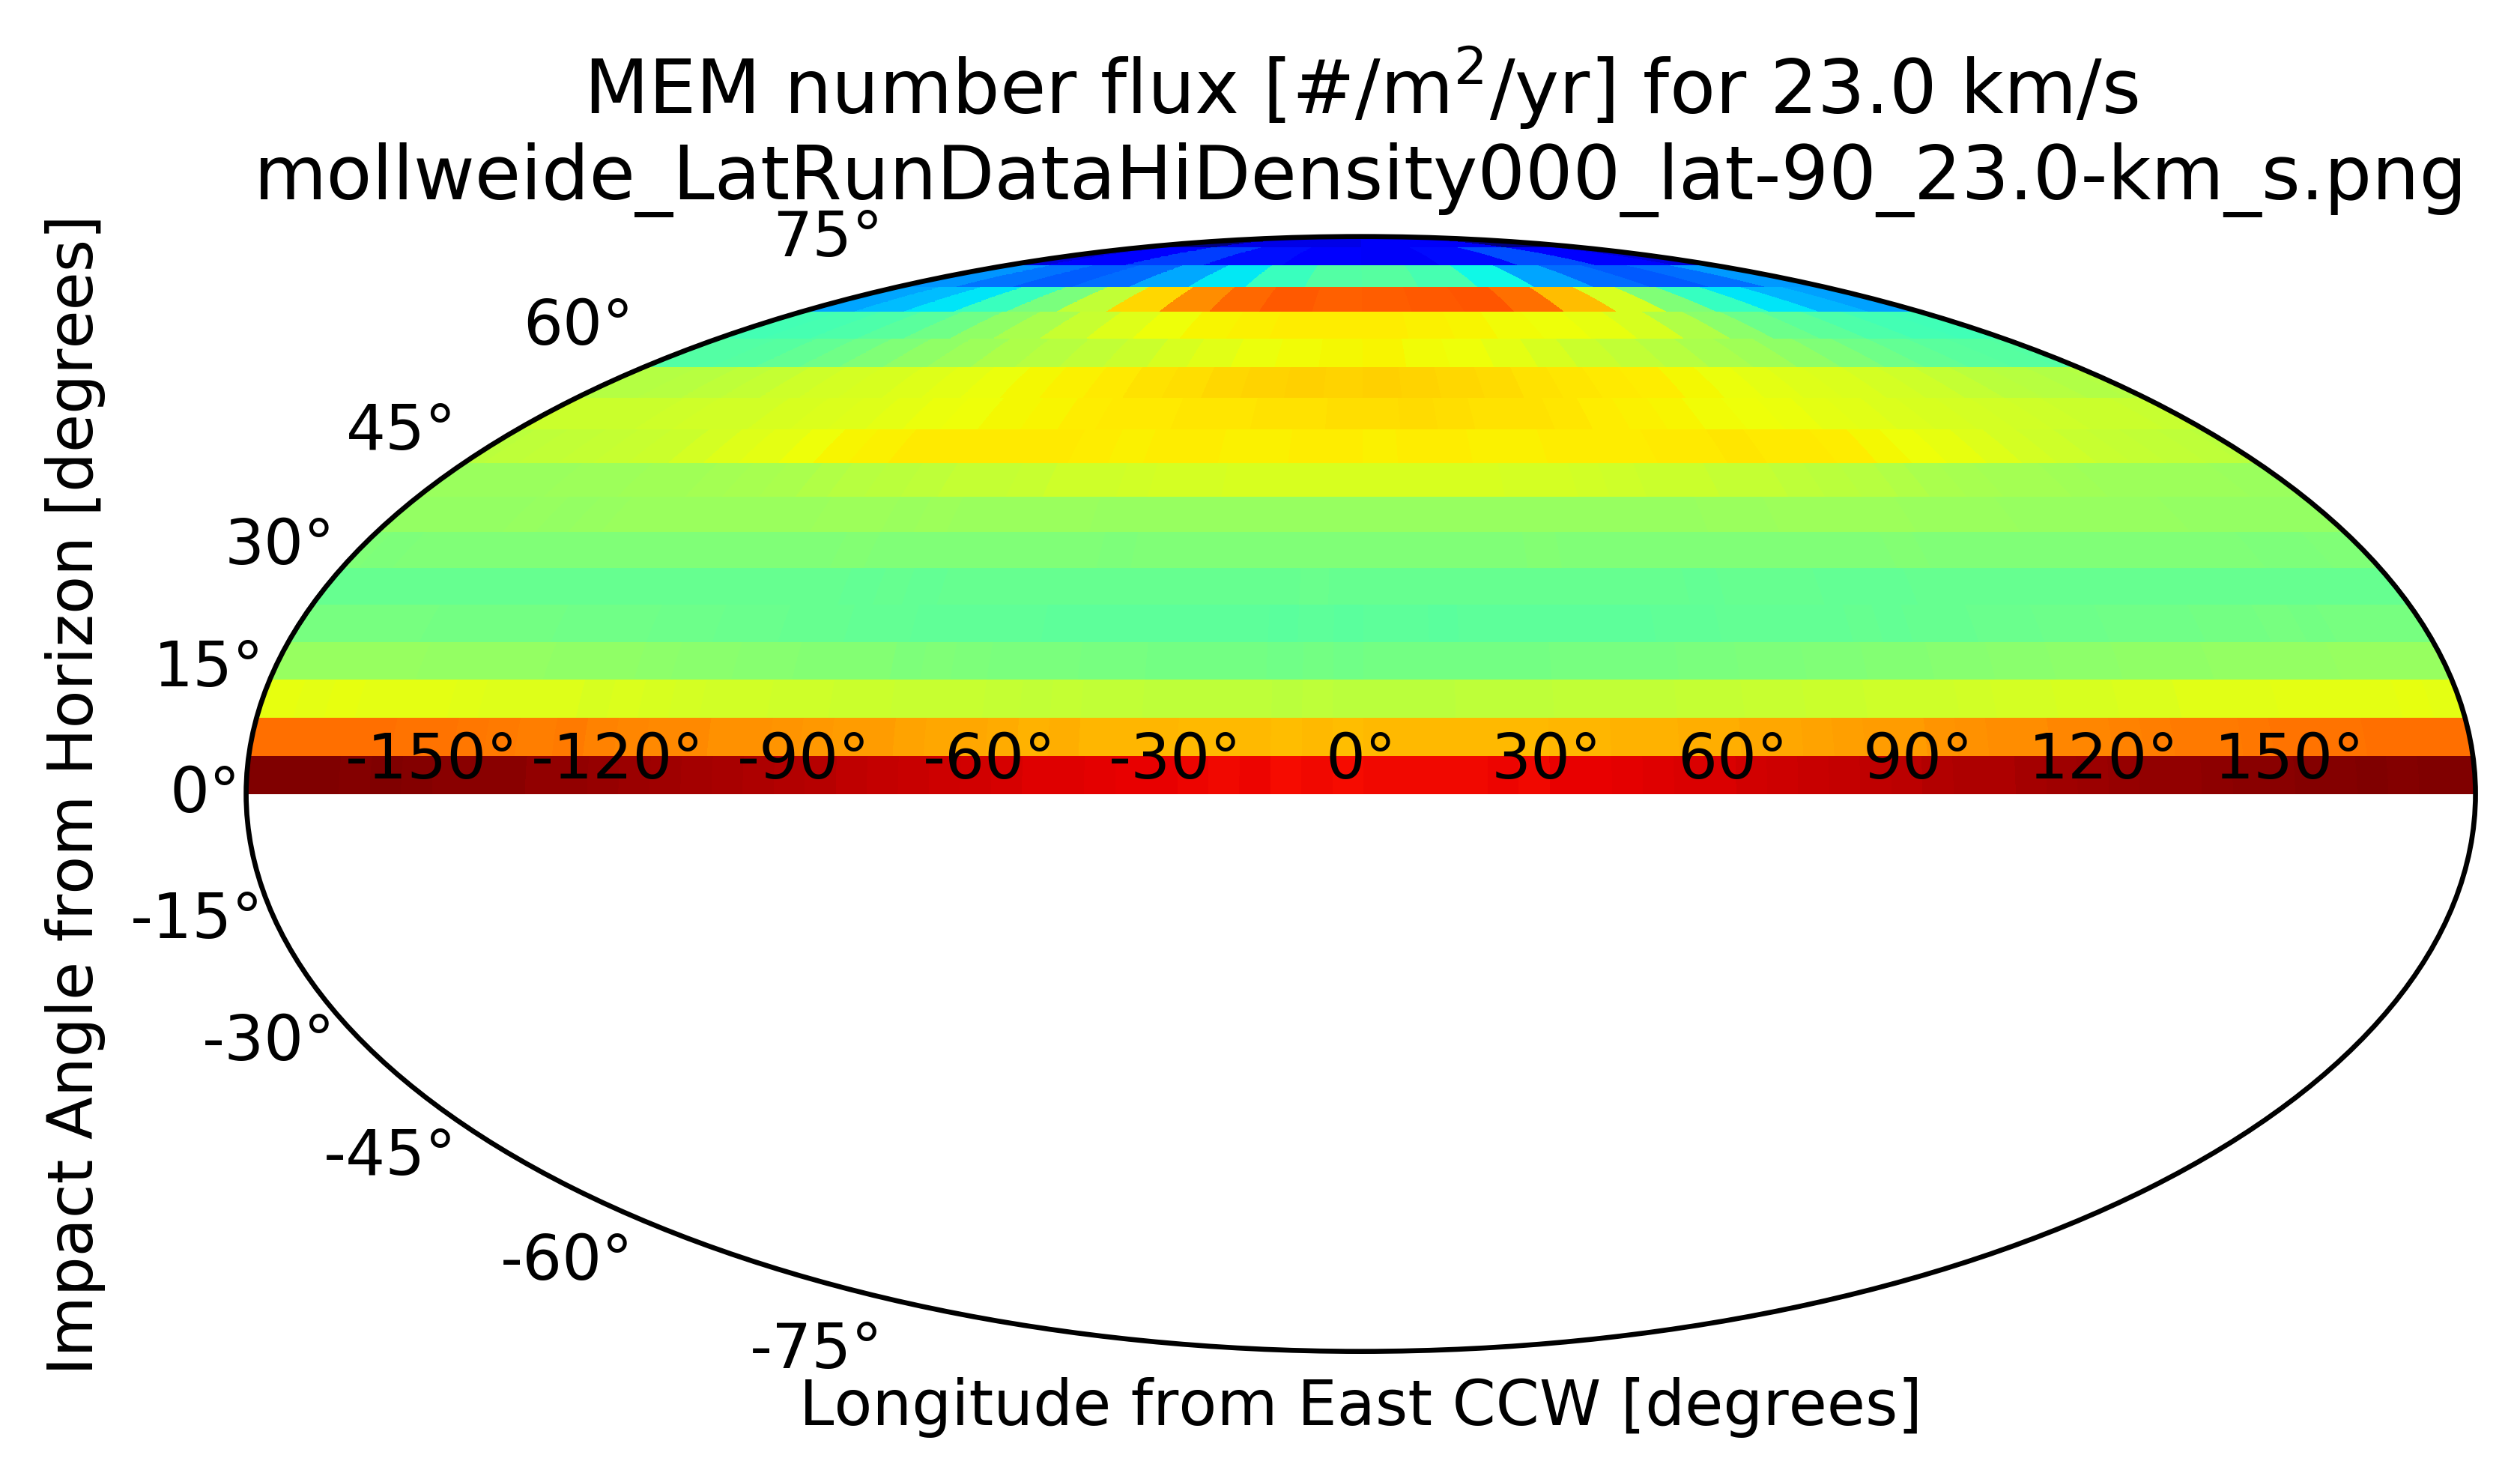 MEM number flux [#/m²/yr] for 23.0 km/s
mollweide_LatRunDataHiDensity000_lat-90_23.0-km_s.png
Impact Angle from Horizon [degrees]
75°
60°
45°
30°
15°
0°
-15°
-30°
-45°
-60°
-75°
-150° -120° -90° -60° -30° 0° 30° 60° 90° 120° 150°
Longitude from East CCW [degrees]